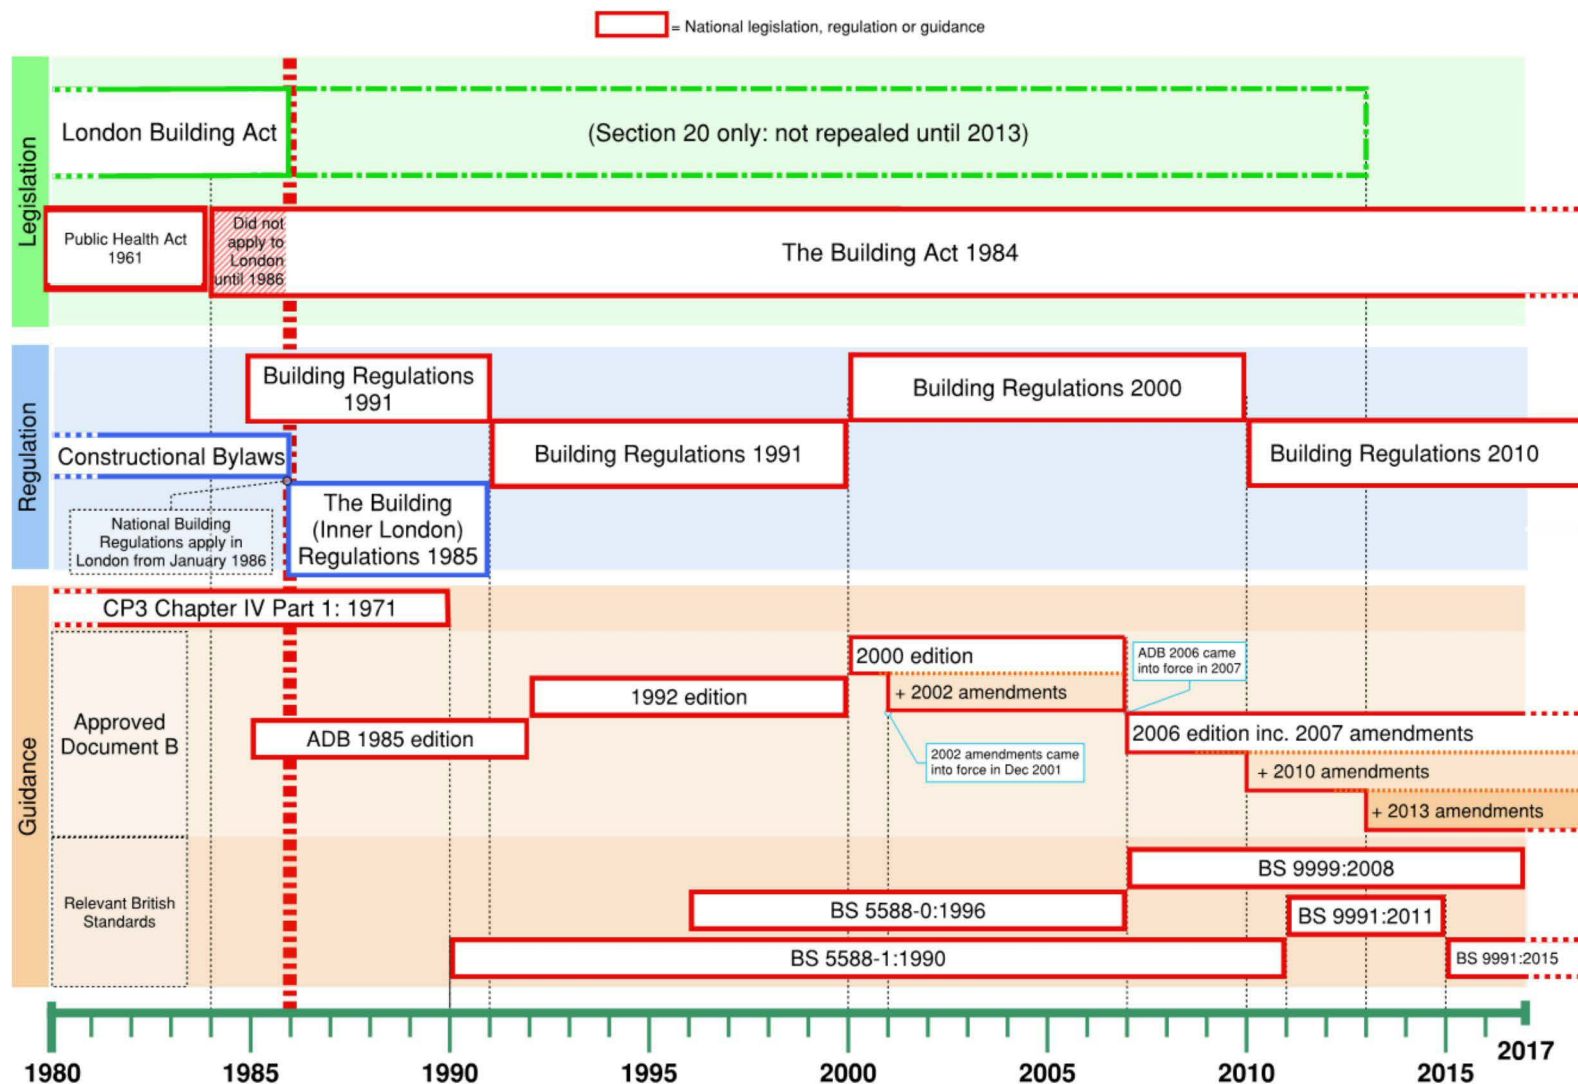 = National legislation, regulation or guidance
Legislation
London Building Act
(Section 20 only: not repealed until 2013)
Public Health Act
1961
Did not
apply to
London
until 1986
The Building Act 1984
Regulation
Building Regulations
1991
Building Regulations 2000
Constructional Bylaws
Building Regulations 1991
Building Regulations 2010
National Building
Regulations apply in
London from January 1986
The Building
(Inner London)
Regulations 1985
Guidance
CP3 Chapter IV Part 1: 1971
Approved
Document B
2000 edition
ADB 2006 came
into force in 2007
1992 edition
+ 2002 amendments
ADB 1985 edition
2006 edition inc. 2007 amendments
2002 amendments came
into force in Dec 2001
+ 2010 amendments
+ 2013 amendments
Relevant British
Standards
BS 9999:2008
BS 5588-0:1996
BS 9991:2011
BS 5588-1:1990
BS 9991:2015
1980
1985
1990
1995
2000
2005
2010
2015
2017